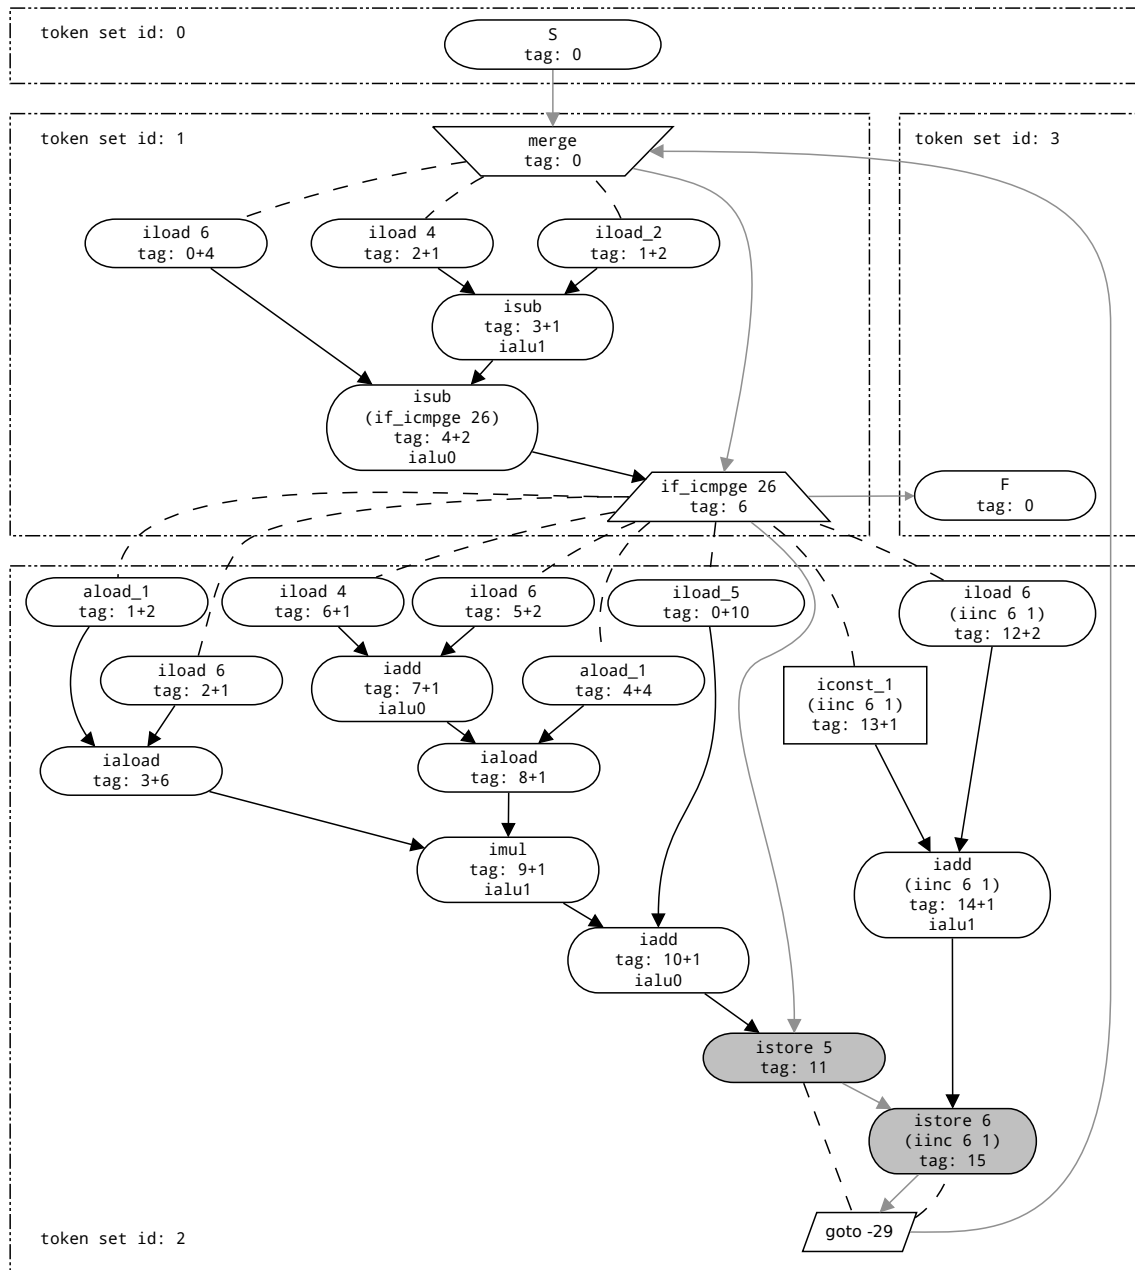 token set id: 0
S
tag: 0
token set id: 1
merge
tag: 0
token set id: 3
iload 6
tag: 0+4
iload 4
tag: 2+1
iload_2
tag: 1+2
isub
tag: 3+1
ialu1
isub
(if_icmpge 26)
tag: 4+2
ialu0
if_icmpge 26
tag: 6
F
tag: 0
aload_1
tag: 1+2
iload 4
tag: 6+1
iload 6
tag: 5+2
iload_5
tag: 0+10
iload 6
(iinc 6 1)
tag: 12+2
iload 6
tag: 2+1
iadd
tag: 7+1
ialu0
aload_1
tag: 4+4
iconst_1
(iinc 6 1)
tag: 13+1
iaload
tag: 3+6
iaload
tag: 8+1
imul
tag: 9+1
ialu1
iadd
(iinc 6 1)
tag: 14+1
ialu1
iadd
tag: 10+1
ialu0
istore 5
tag: 11
istore 6
(iinc 6 1)
tag: 15
goto -29
token set id: 2